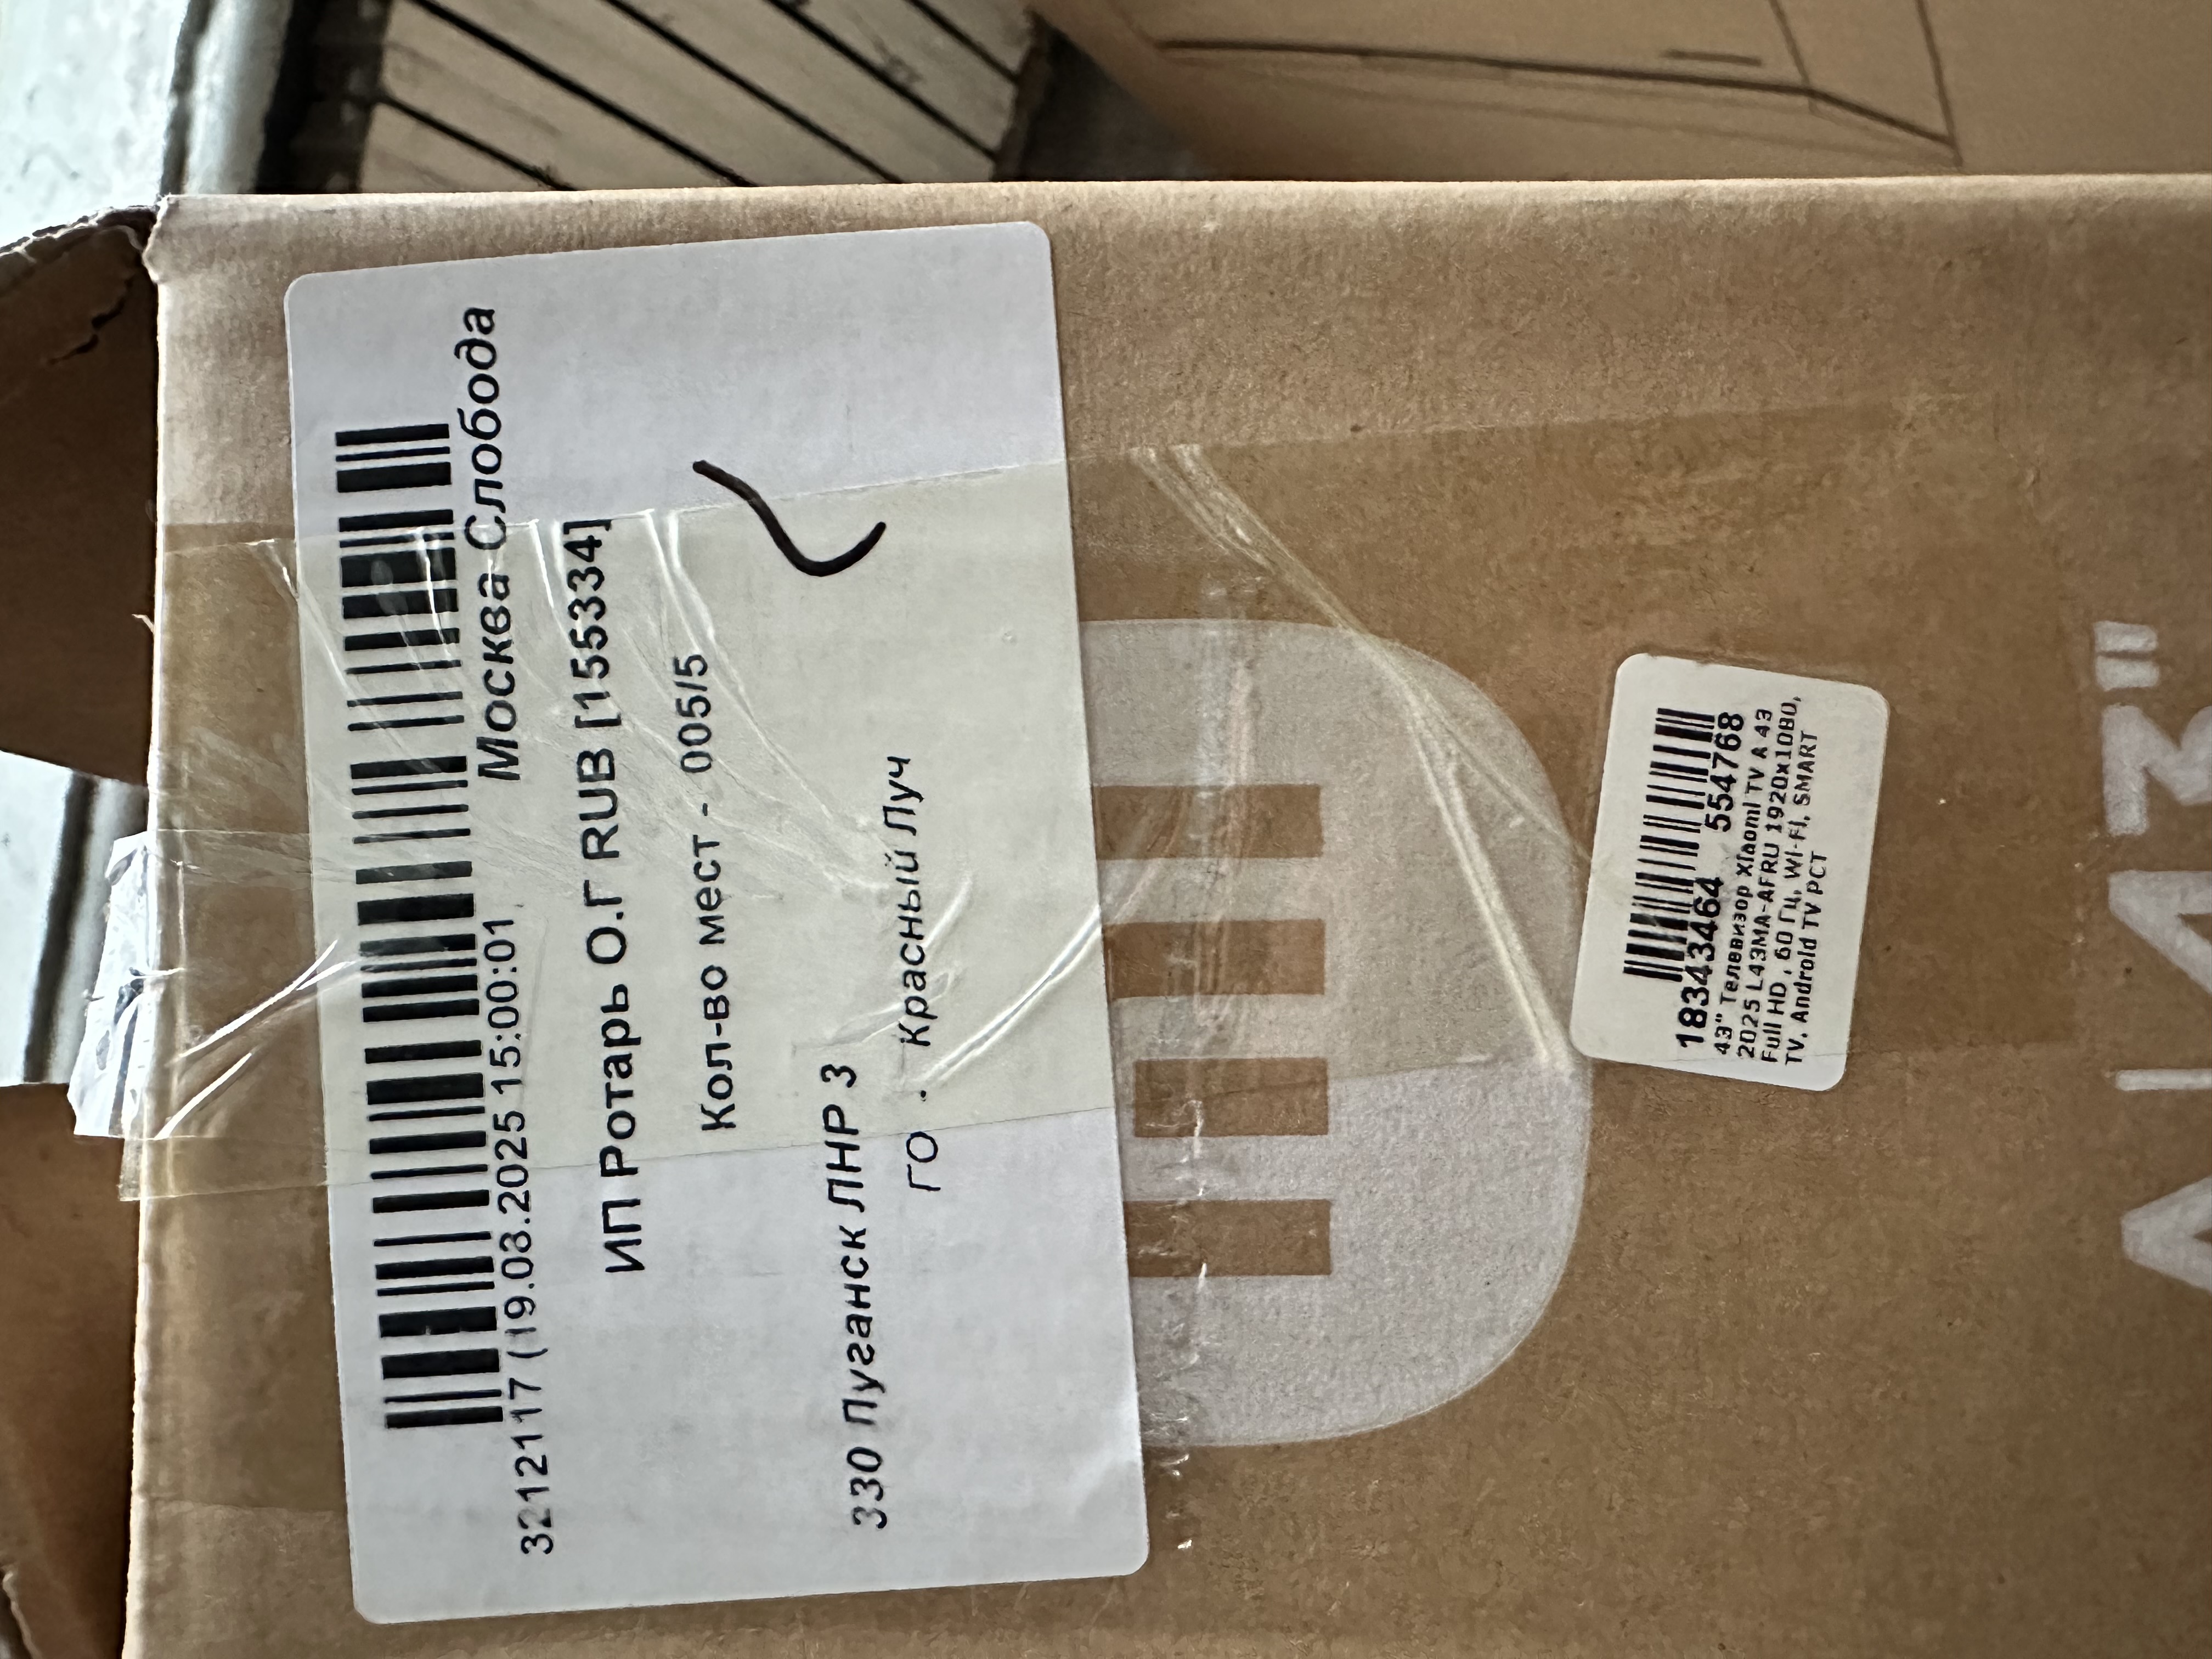 Москва Слобода
3212117 (19.03.2025 15:00:01
ИП Ротарь О.Г RUB [155334]
Кол-во мест - 005/5
330 Луганск ЛНР 3
ГО . Красный Луч
18343464 554768
43" Телевизор Xiaomi TV A 43
2025 L43MA-AFRU 1920x1080,
Full HD , 60 Гц, Wi-Fi, SMART
TV, Android TV РСТ
A 43"